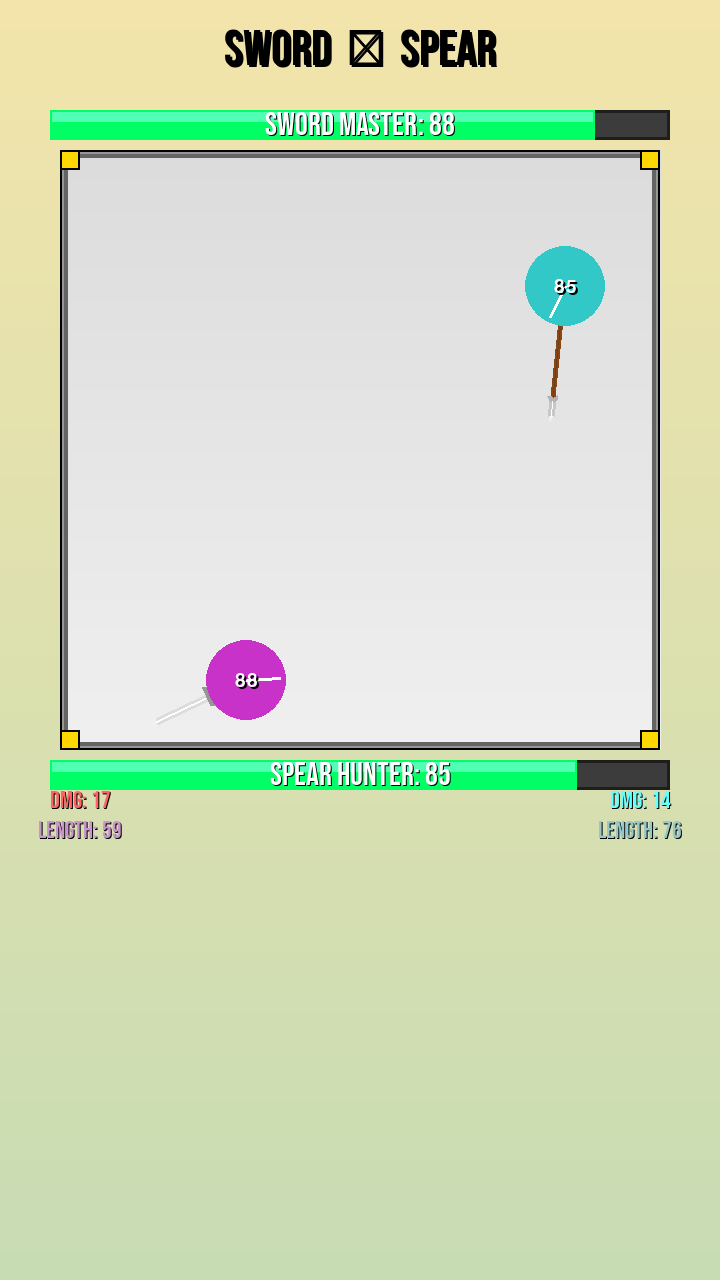 SWORD ⚔ SPEAR
SWORD MASTER: 88
85
88
SPEAR HUNTER: 85
DMG: 17 DMG: 14
LENGTH: 59 LENGTH: 76